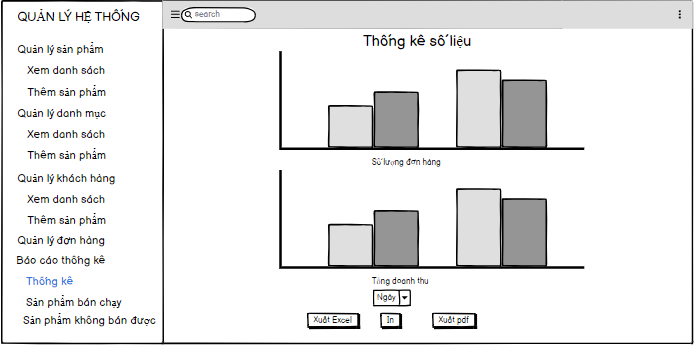 QUẢN LÝ HỆ THỐNG
Quản lý sản phẩm
Xem danh sách
Thêm sản phẩm
Quản lý danh mục
Xem danh sách
Thêm sản phẩm
Quản lý khách hàng
Xem danh sách
Thêm sản phẩm
Quản lý đơn hàng
Báo cáo thông kê
Thống kê
Sản phẩm bán chạy
Sản phẩm không bán được
search
Thống kê số liệu
Số lượng đơn hàng
Tổng doanh thu
Ngày
Xuất Excel
In
Xuất pdf